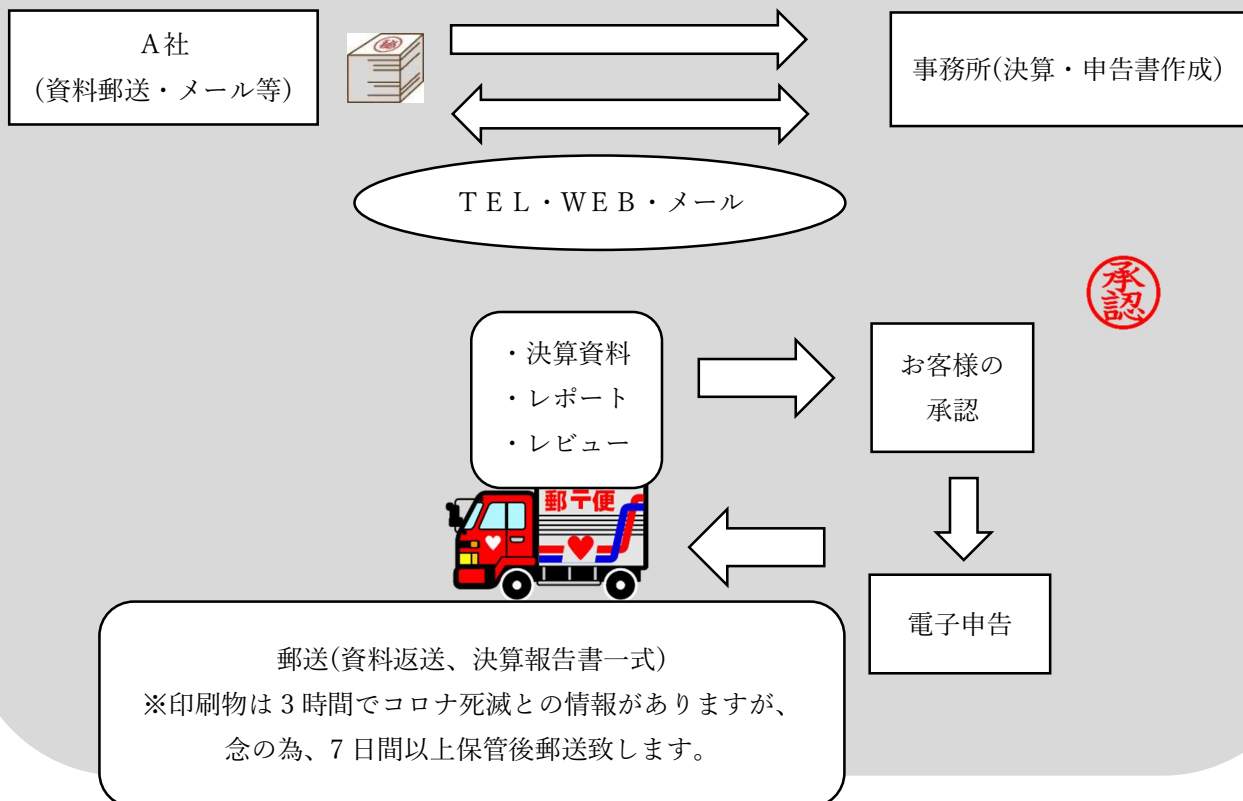 A社
(資料郵送・メール等)
㊙
事務所(決算・申告書作成)
TEL・WEB・メール
承認
・決算資料
・レポート
・レビュー
お客様の
承認
郵〒便
電子申告
郵送(資料返送、決算報告書一式)
※印刷物は3時間でコロナ死滅との情報がありますが、
念の為、7日間以上保管後郵送致します。